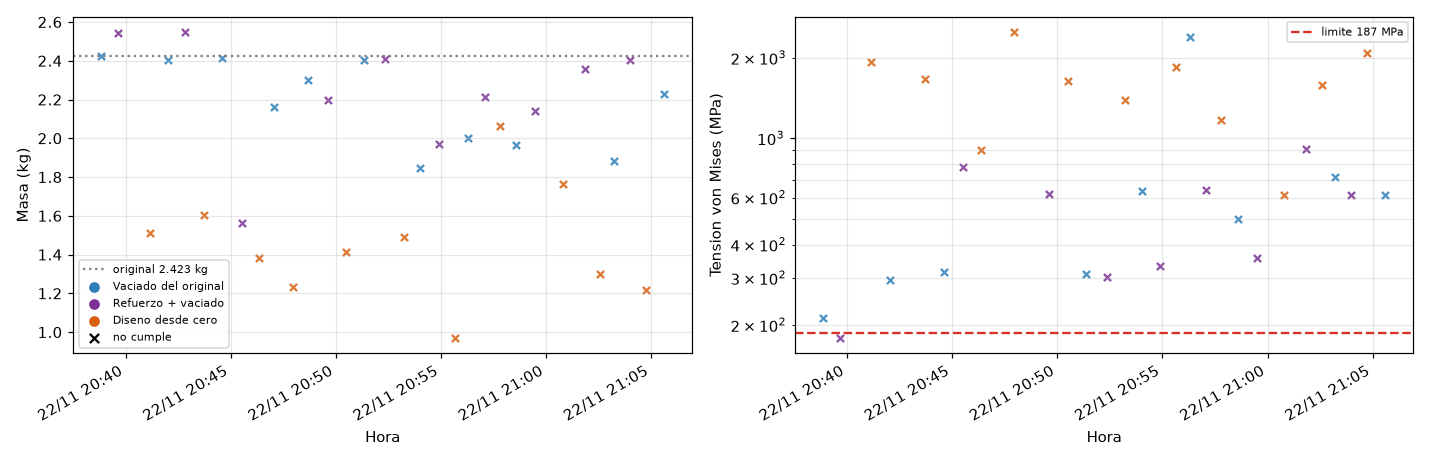 2.6
2.4
2.2
2.0
1.8
1.6
1.4
1.2
1.0
Masa (kg)
original 2.423 kg
Vaciado del original
Refuerzo + vaciado
Diseno desde cero
no cumple
22/11 20:40
22/11 20:45
22/11 20:50
22/11 20:55
22/11 21:00
22/11 21:05
Hora
2 × 10³
10³
6 × 10²
4 × 10²
3 × 10²
2 × 10²
Tension von Mises (MPa)
limite 187 MPa
22/11 20:40
22/11 20:45
22/11 20:50
22/11 20:55
22/11 21:00
22/11 21:05
Hora